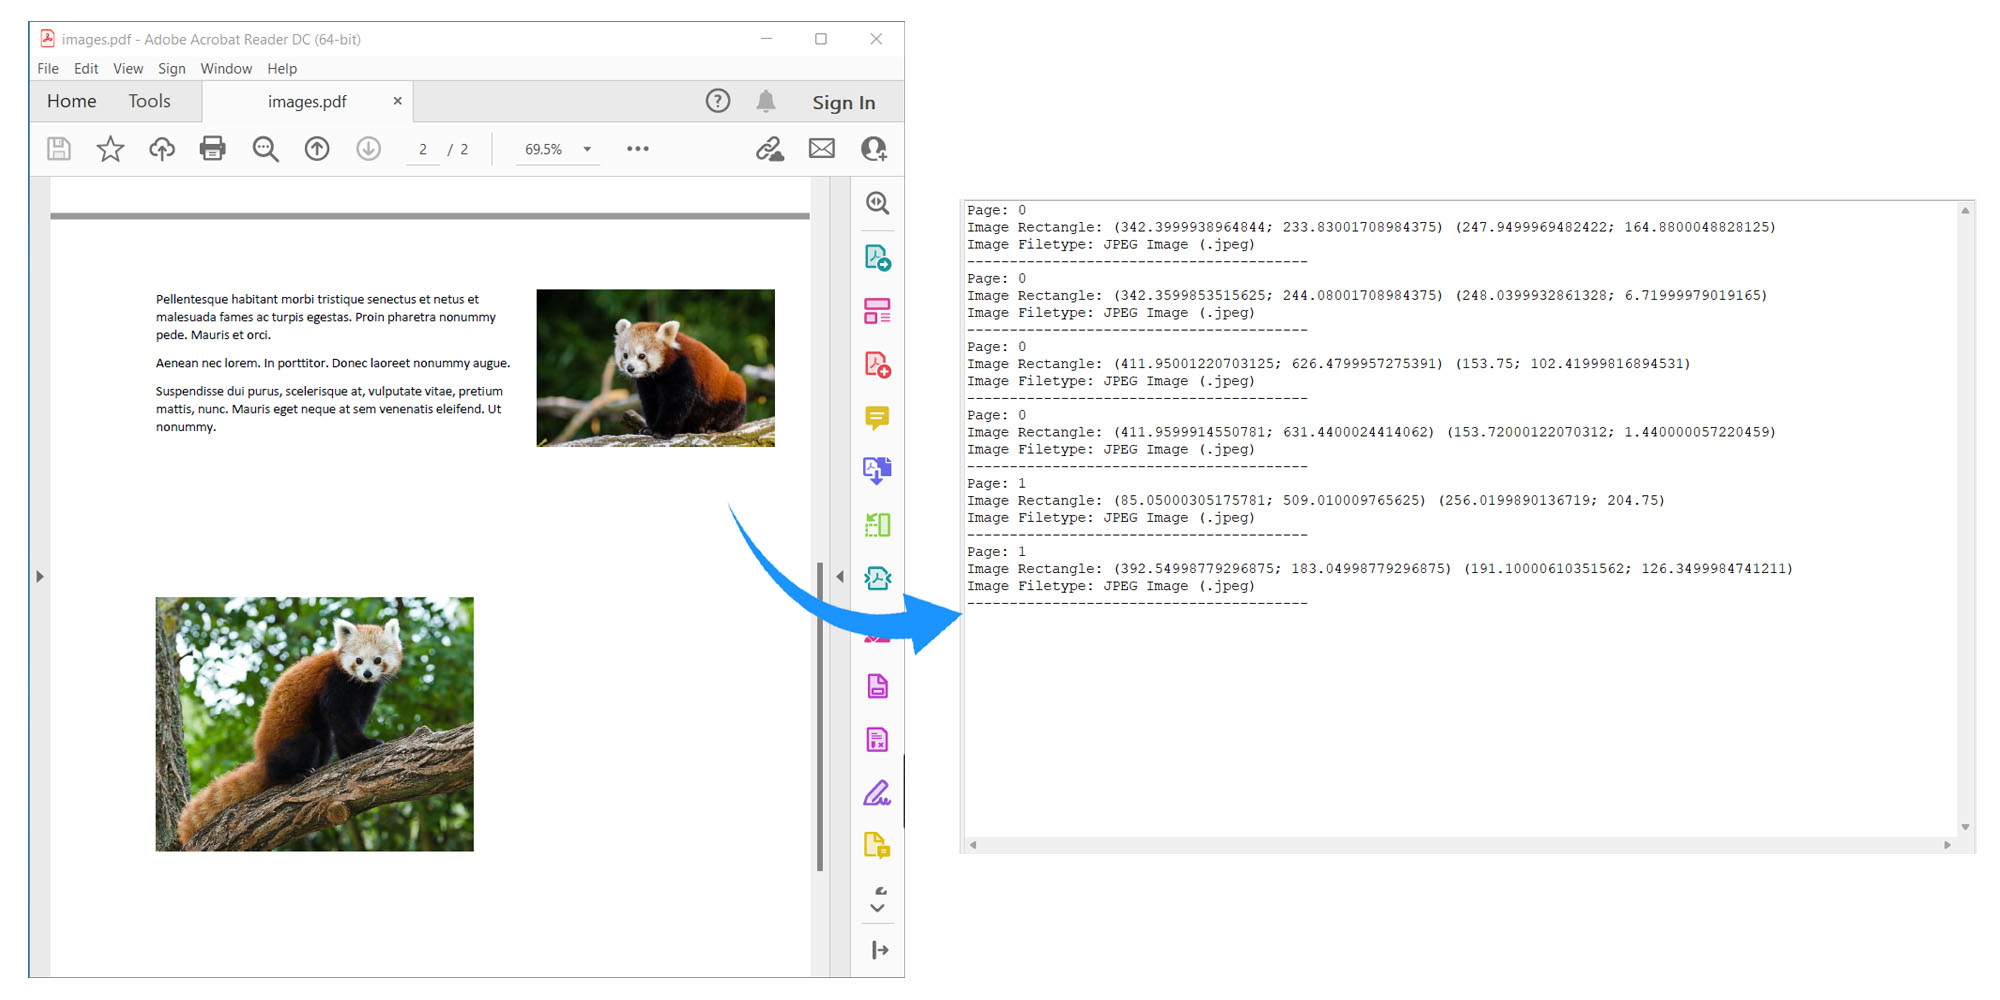 images.pdf - Adobe Acrobat Reader DC (64-bit)
File Edit View Sign Window Help
Home Tools images.pdf × Sign In
2 / 2 69.5%
Pellentesque habitant morbi tristique senectus et netus et
malesuada fames ac turpis egestas. Proin pharetra nonummy
pede. Mauris et orci.
Aenean nec lorem. In porttitor. Donec laoreet nonummy augue.
Suspendisse dui purus, scelerisque at, vulputate vitae, pretium
mattis, nunc. Mauris eget neque at sem venenatis eleifend. Ut
nonummy.
Page: 0
Image Rectangle: (342.3999938964844; 233.83001708984375) (247.9499969482422; 164.8800048828125)
Image Filetype: JPEG Image (.jpeg)
----------------------------------------
Page: 0
Image Rectangle: (342.3599853515625; 244.08001708984375) (248.0399932861328; 6.71999979019165)
Image Filetype: JPEG Image (.jpeg)
----------------------------------------
Page: 0
Image Rectangle: (411.95001220703125; 626.4799957275391) (153.75; 102.41999816894531)
Image Filetype: JPEG Image (.jpeg)
----------------------------------------
Page: 0
Image Rectangle: (411.9599914550781; 631.4400024414062) (153.72000122070312; 1.440000057220459)
Image Filetype: JPEG Image (.jpeg)
----------------------------------------
Page: 1
Image Rectangle: (85.05000305175781; 509.010009765625) (256.0199890136719; 204.75)
Image Filetype: JPEG Image (.jpeg)
----------------------------------------
Page: 1
Image Rectangle: (392.54998779296875; 183.04998779296875) (191.10000610351562; 126.3499984741211)
Image Filetype: JPEG Image (.jpeg)
----------------------------------------